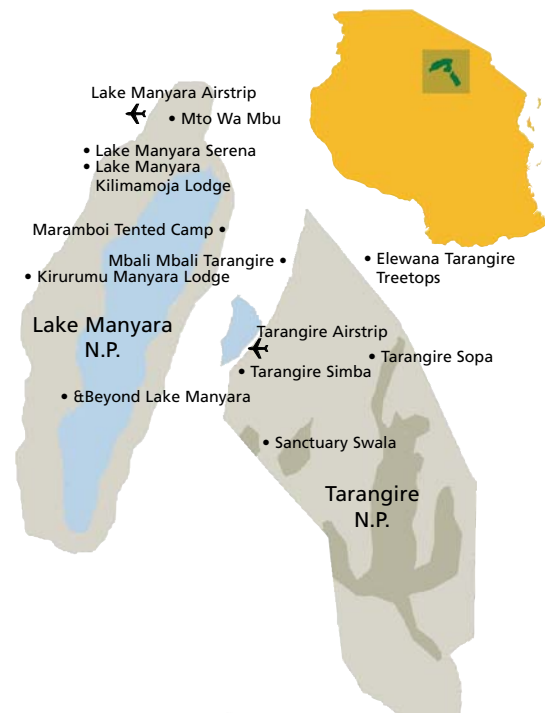 Lake Manyara Airstrip
• Mto Wa Mbu
• Lake Manyara Serena
• Lake Manyara
Kilimamoja Lodge
Maramboi Tented Camp •
Mbali Mbali Tarangire •
• Elewana Tarangire
Treetops
• Kirurumu Manyara Lodge
Lake Manyara
N.P.
Tarangire Airstrip
• Tarangire Sopa
• Tarangire Simba
• &Beyond Lake Manyara
• Sanctuary Swala
Tarangire
N.P.